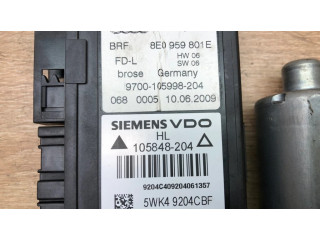 BRF 8E0 959 801E
FD-L HW 06
SW 06
brose Germany
9700-105998-204
068 0005 10.06.2009
SIEMENS VDO
HL
105848-204
9204C409204061357
5WK4 9204CBF